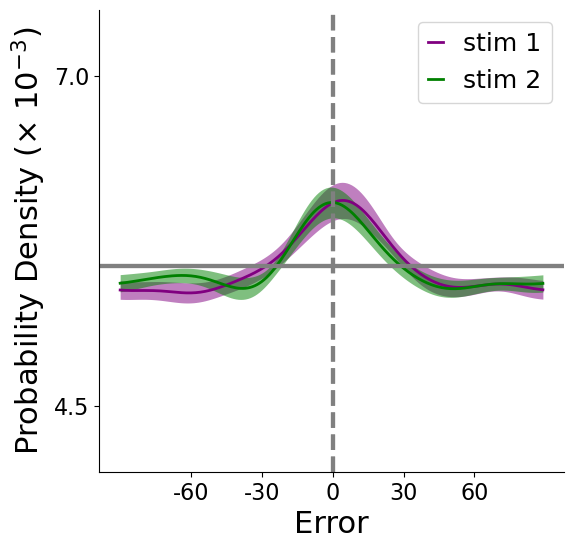 Probability Density (× 10⁻³)
7.0
4.5
stim 1
stim 2
-60 -30 0 30 60
Error